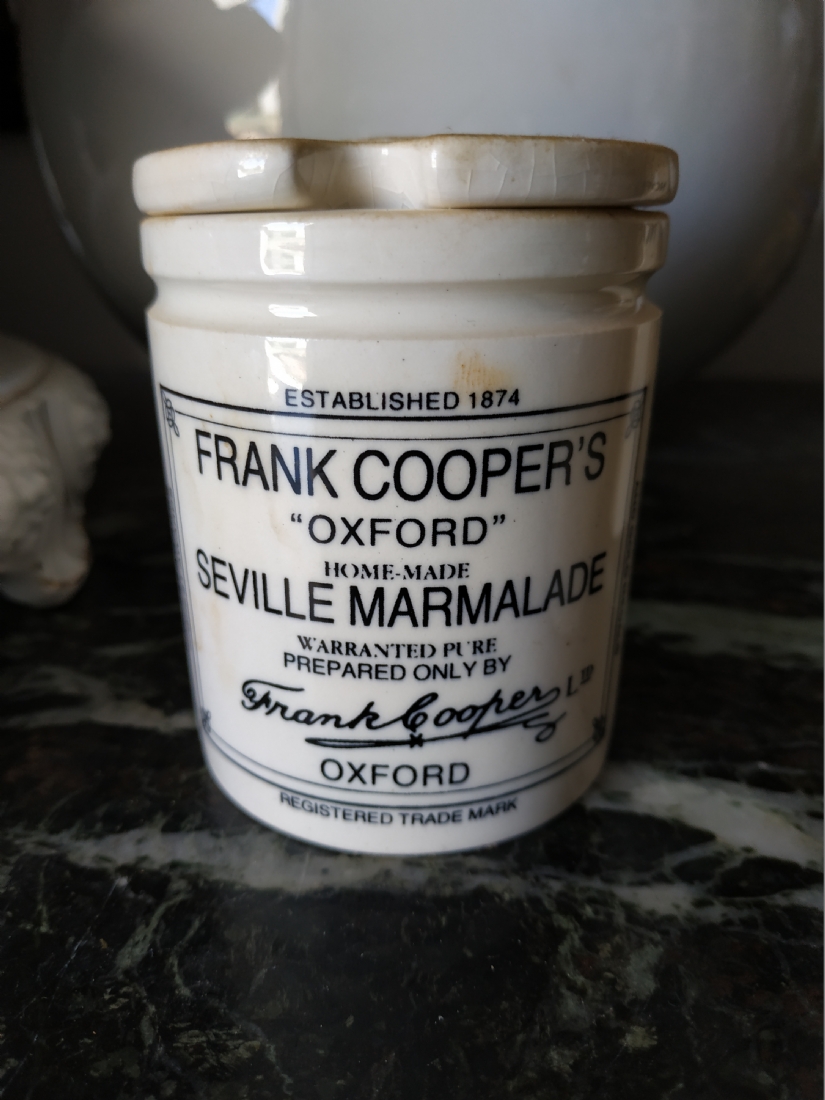 ESTABLISHED 1874
FRANK COOPER'S
“OXFORD”
HOME-MADE
SEVILLE MARMALADE
WARRANTED PURE
PREPARED ONLY BY
Frank Cooper LTD
OXFORD
REGISTERED TRADE MARK